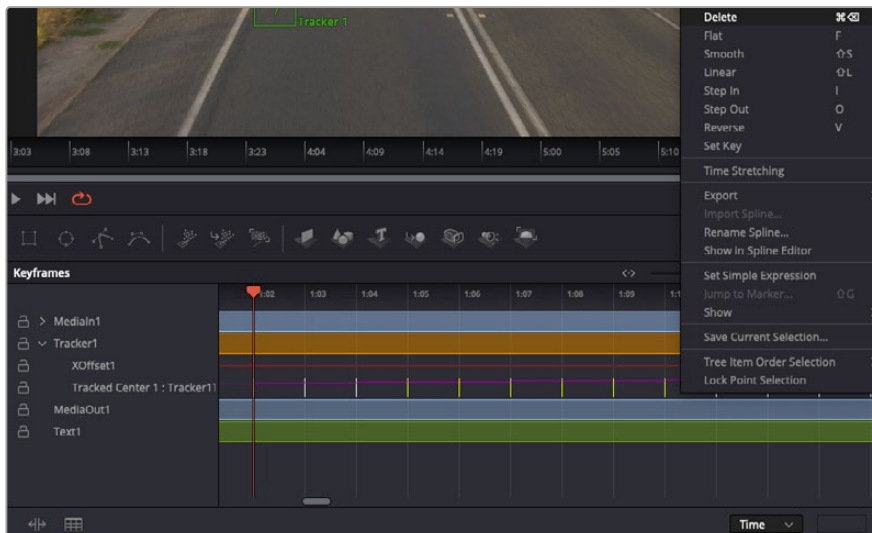 Tracker 1
Delete ⌘⌫
Flat F
Smooth ⇧S
Linear ⇧L
Step In I
Step Out O
Reverse V
Set Key
Time Stretching
Export
Import Spline...
Rename Spline...
Show in Spline Editor
Set Simple Expression
Jump to Marker... ⇧G
Show
Save Current Selection...
Tree Item Order Selection
Lock Point Selection
3:03 3:08 3:13 3:18 3:23 4:04 4:09 4:14 4:19 5:00 5:05 5:10
Keyframes
1:02 1:03 1:04 1:05 1:06 1:07 1:08 1:09
MediaIn1
Tracker1
XOffset1
Tracked Center 1 : Tracker1
MediaOut1
Text1
Time